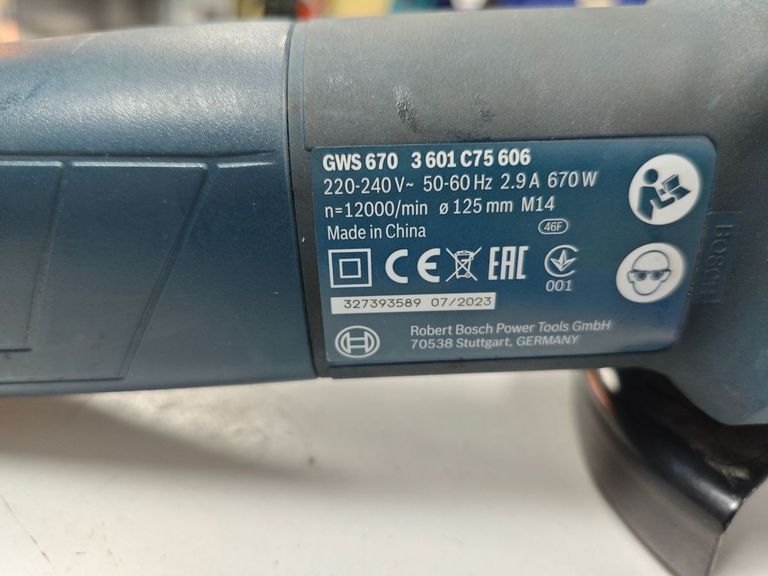 GWS 670 3 601 C75 606
220-240 V~ 50-60 Hz 2.9 A 670 W
n=12000/min ø 125 mm M14
Made in China
46F
CE EAC
001
327393589 07/2023
Robert Bosch Power Tools GmbH
70538 Stuttgart, GERMANY
BOSCH